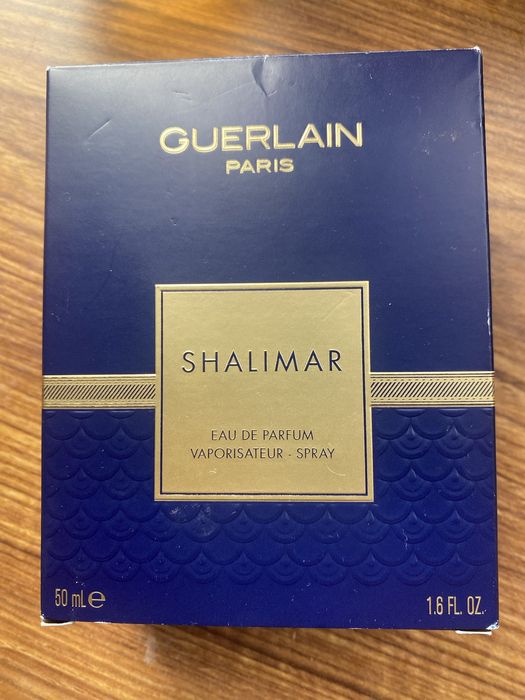 GUERLAIN
PARIS
SHALIMAR
EAU DE PARFUM
VAPORISATEUR - SPRAY
50 mL ℮
1.6 FL. OZ.